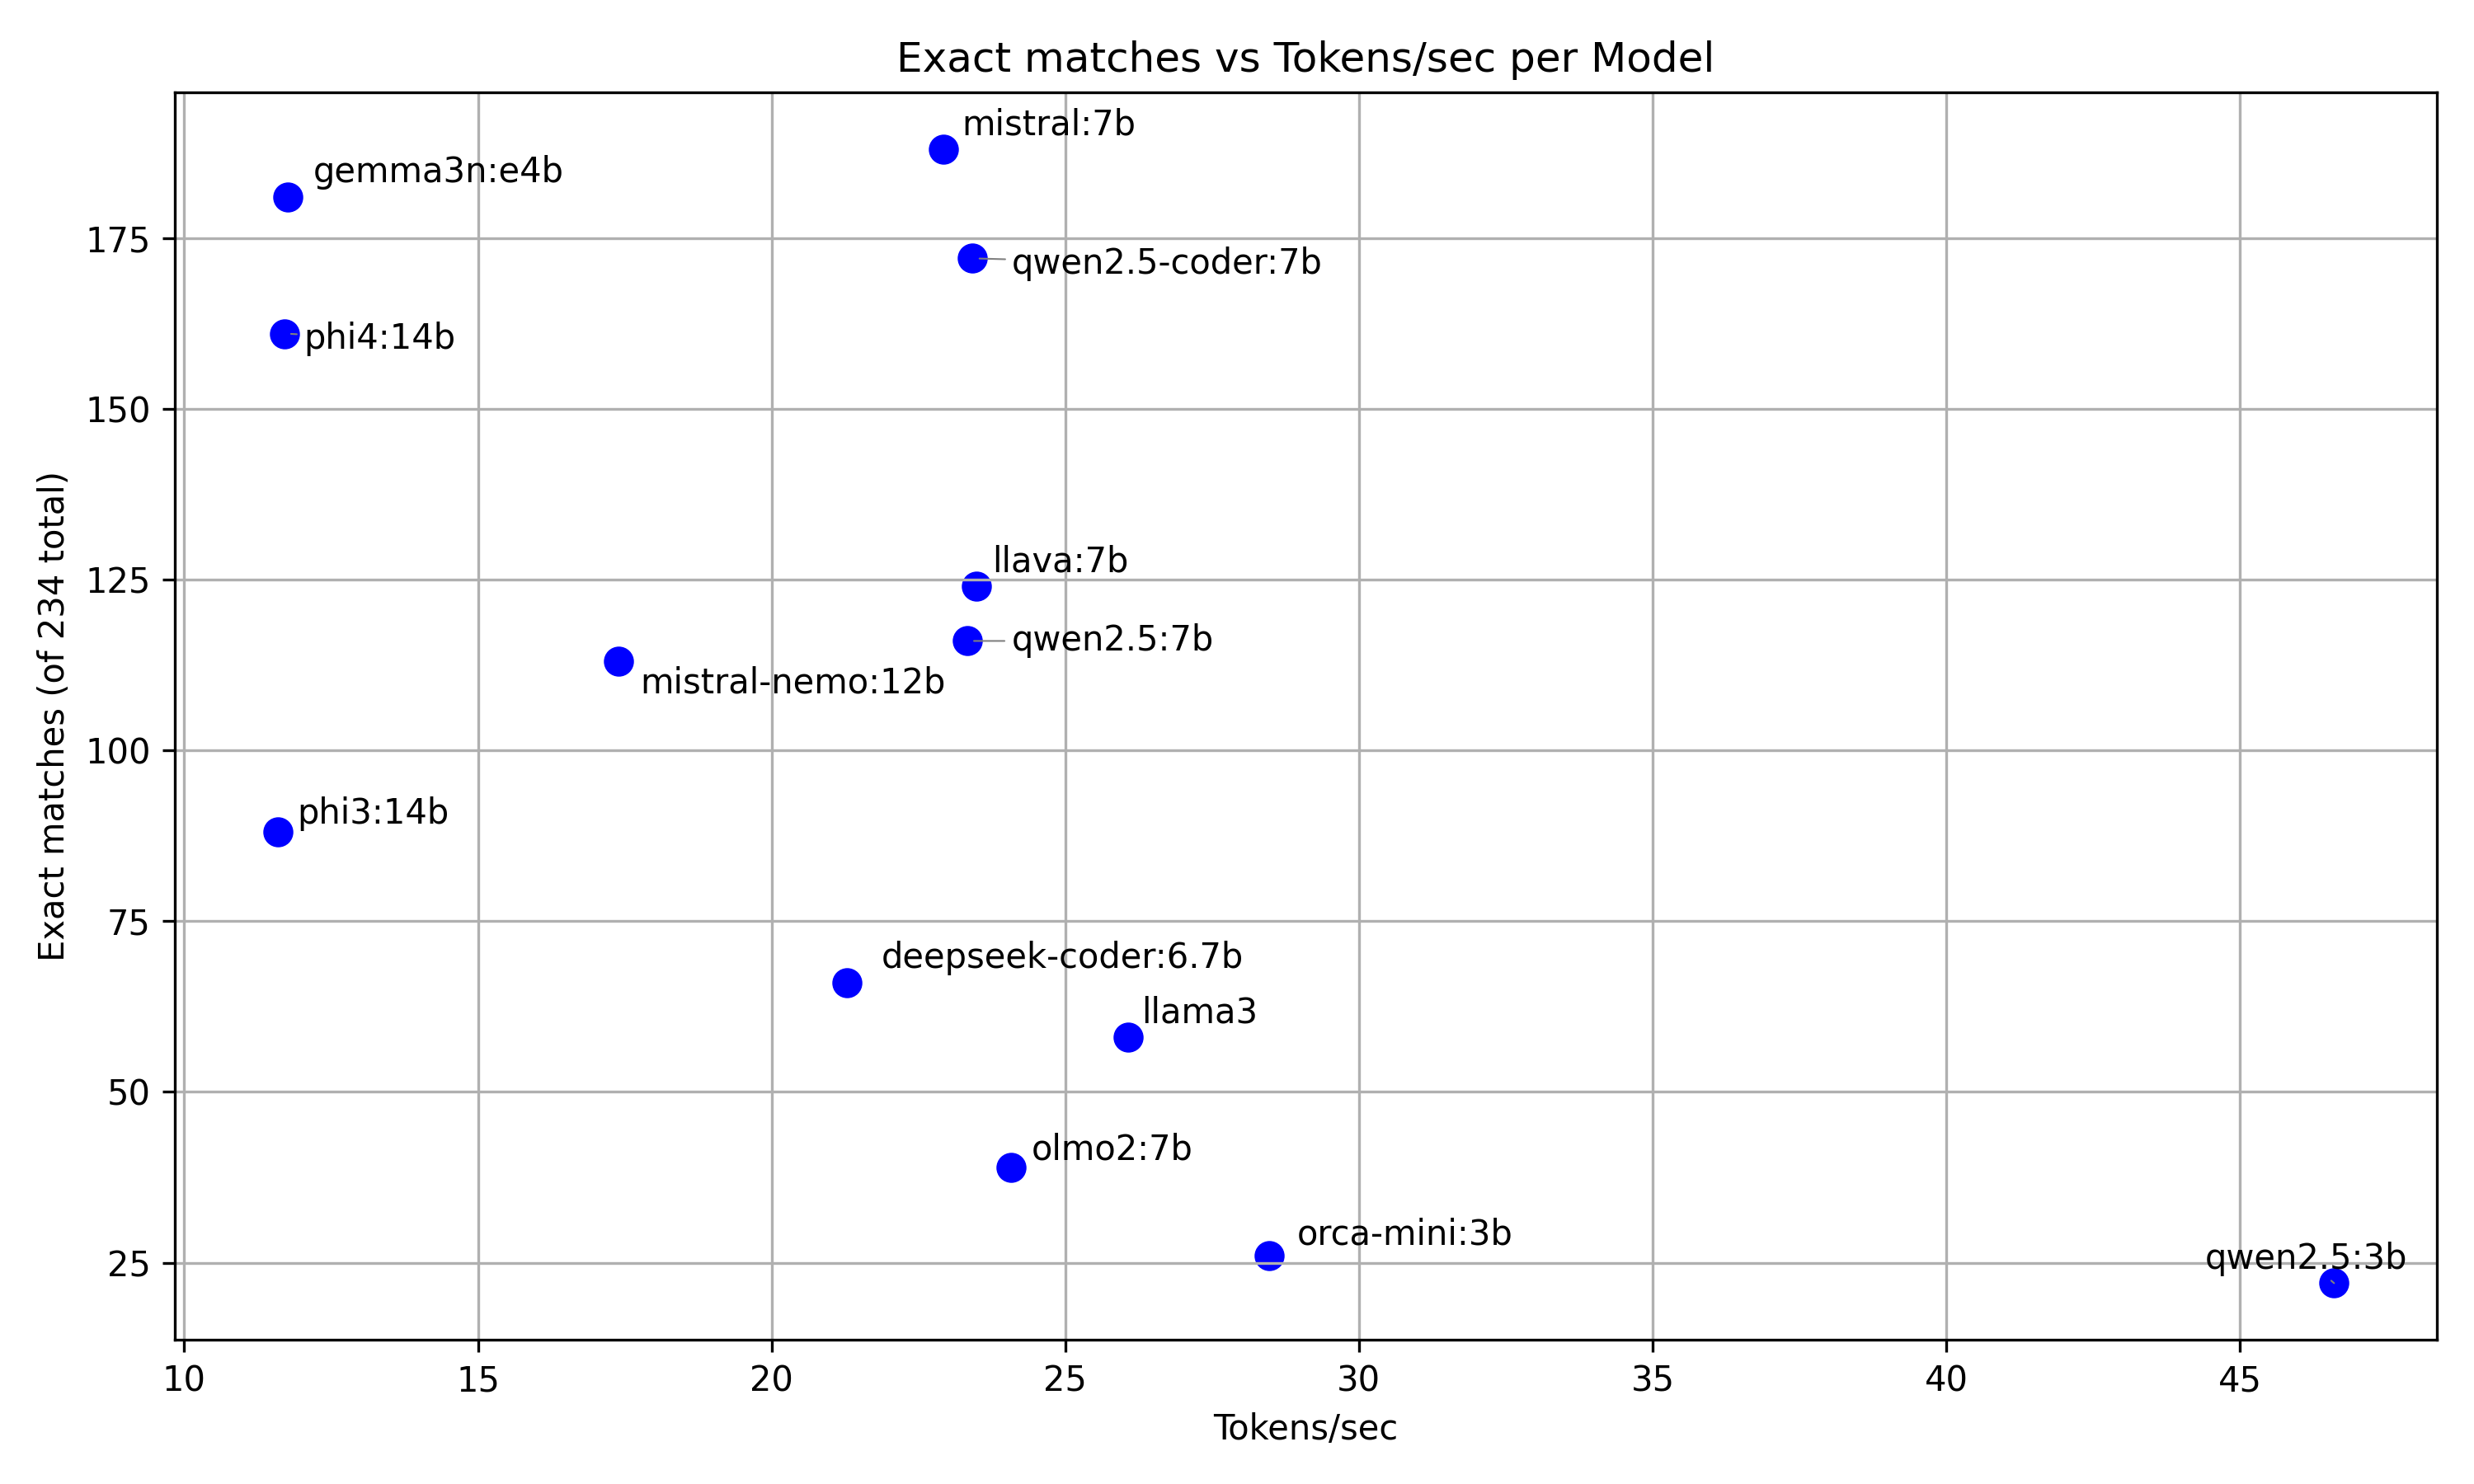 Exact matches vs Tokens/sec per Model
mistral:7b
gemma3n:e4b
qwen2.5-coder:7b
phi4:14b
llava:7b
qwen2.5:7b
mistral-nemo:12b
phi3:14b
deepseek-coder:6.7b
llama3
olmo2:7b
orca-mini:3b
qwen2.5:3b
Exact matches (of 234 total)
175
150
125
100
75
50
25
10 15 20 25 30 35 40 45
Tokens/sec